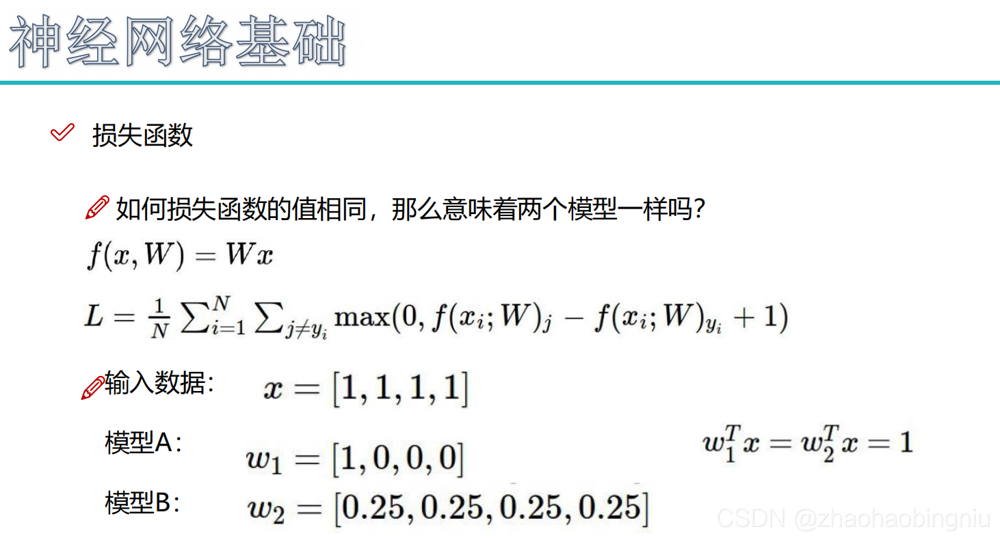 神经网络基础
损失函数
如何损失函数的值相同，那么意味着两个模型一样吗？
f(x, W) = Wx
L = \frac{1}{N} \sum_{i=1}^{N} \sum_{j \neq y_i} \max(0, f(x_i; W)_j − f(x_i; W)_{y_i} + 1)
输入数据： x = [1, 1, 1, 1]
模型A： w_1 = [1, 0, 0, 0]
w_1^T x = w_2^T x = 1
模型B： w_2 = [0.25, 0.25, 0.25, 0.25]
CSDN @zhaohaobingniu